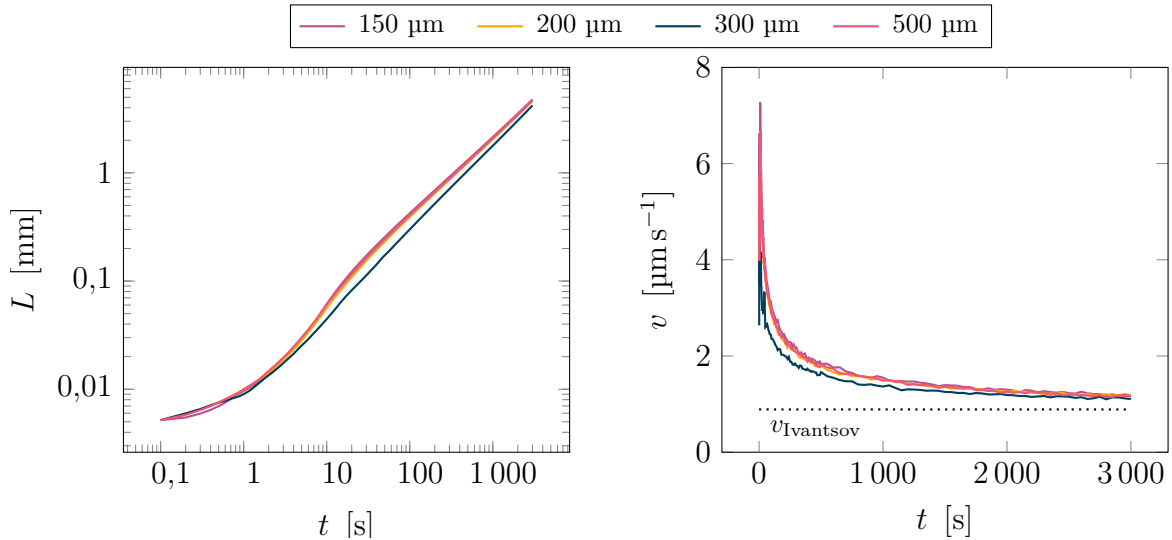 150 µm 200 µm 300 µm 500 µm
L [mm]
1
0,1
0,01
0,1 1 10 100 1 000
t [s]
v [µm s⁻¹]
8
6
4
2
0
v_Ivantsov
0 1 000 2 000 3 000
t [s]